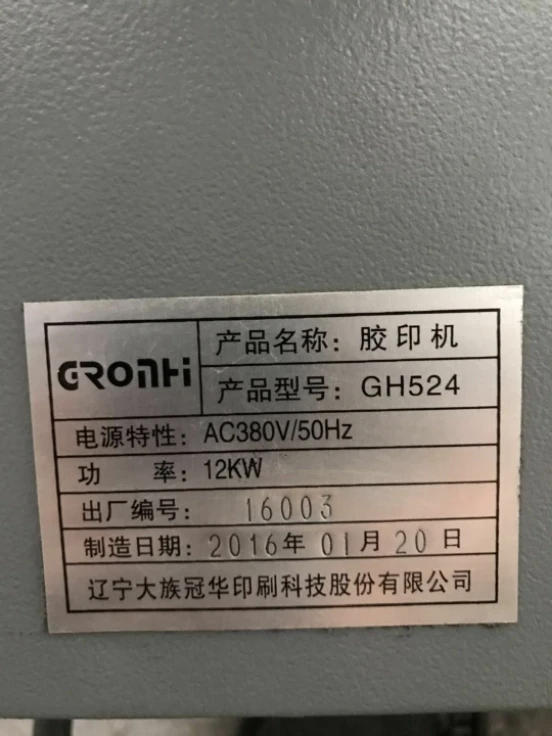 GRONHI
产品名称：胶印机
产品型号：GH524
电源特性：AC380V/50Hz
功 率：12KW
出厂编号：16003
制造日期：2016年01月20日
辽宁大族冠华印刷科技股份有限公司